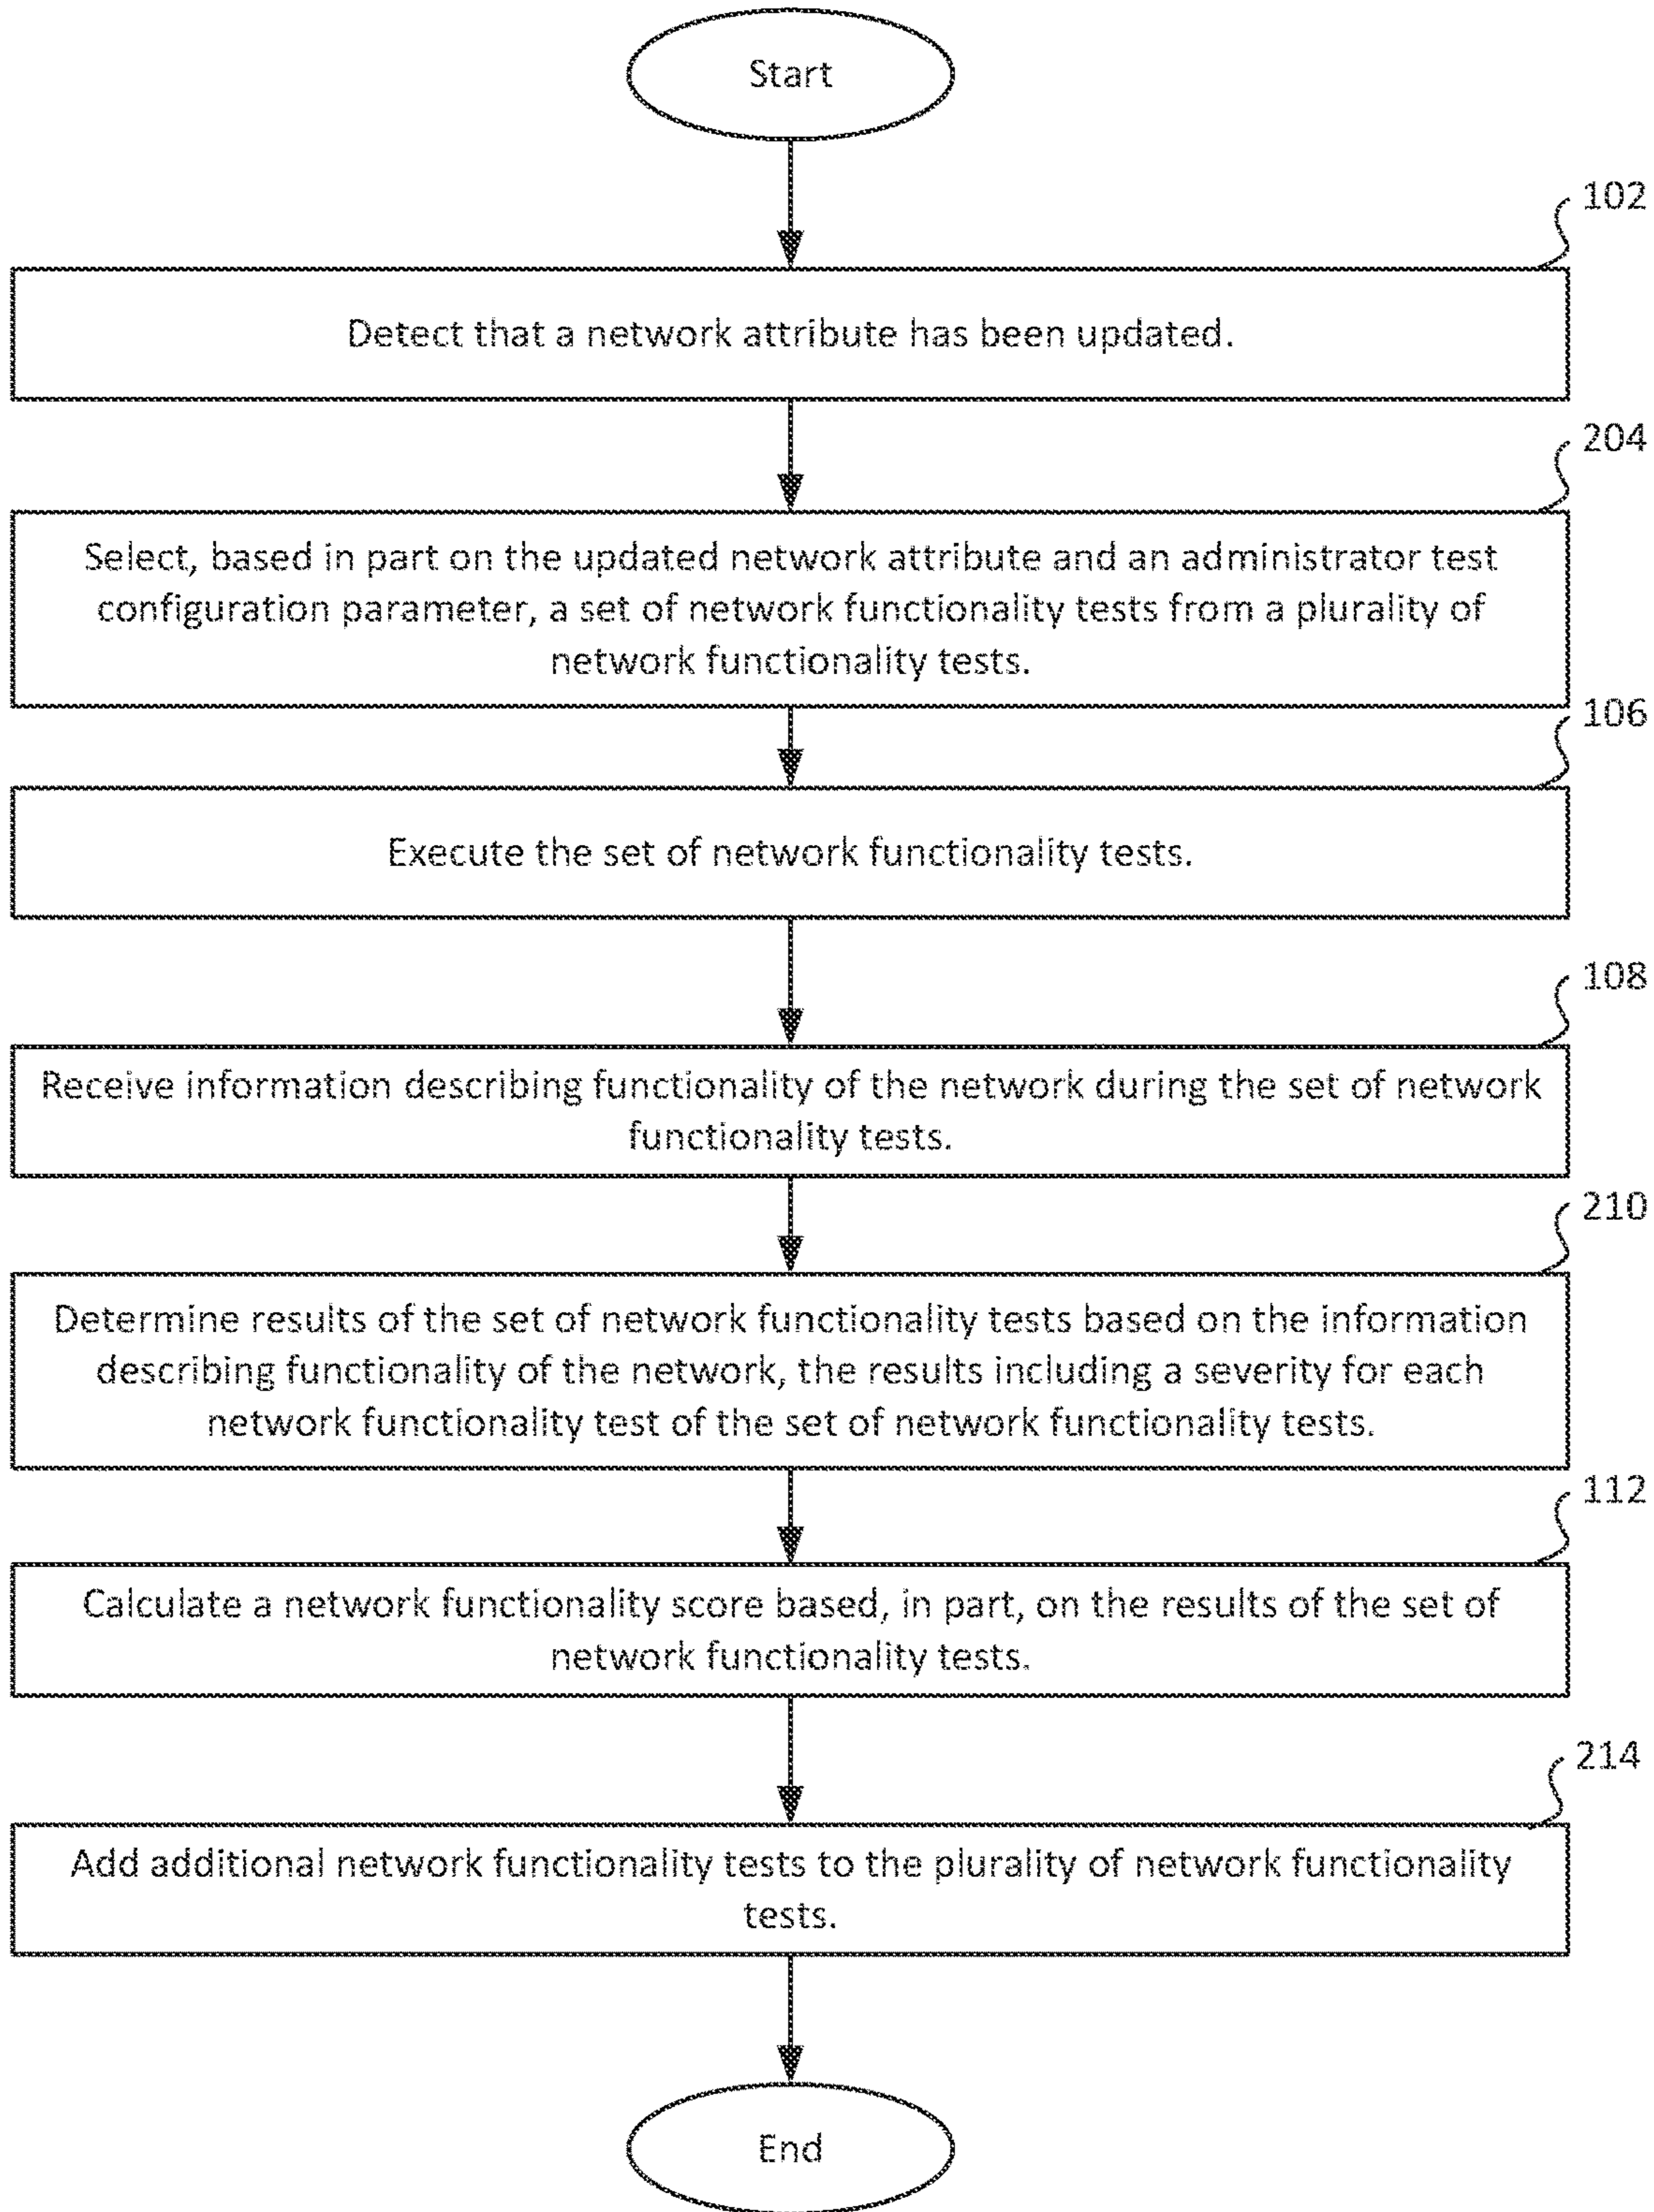 Start
102
Detect that a network attribute has been updated.
204
Select, based in part on the updated network attribute and an administrator test
configuration parameter, a set of network functionality tests from a plurality of
network functionality tests.
106
Execute the set of network functionality tests.
108
Receive information describing functionality of the network during the set of network
functionality tests.
210
Determine results of the set of network functionality tests based on the information
describing functionality of the network, the results including a severity for each
network functionality test of the set of network functionality tests.
112
Calculate a network functionality score based, in part, on the results of the set of
network functionality tests.
214
Add additional network functionality tests to the plurality of network functionality
tests.
End